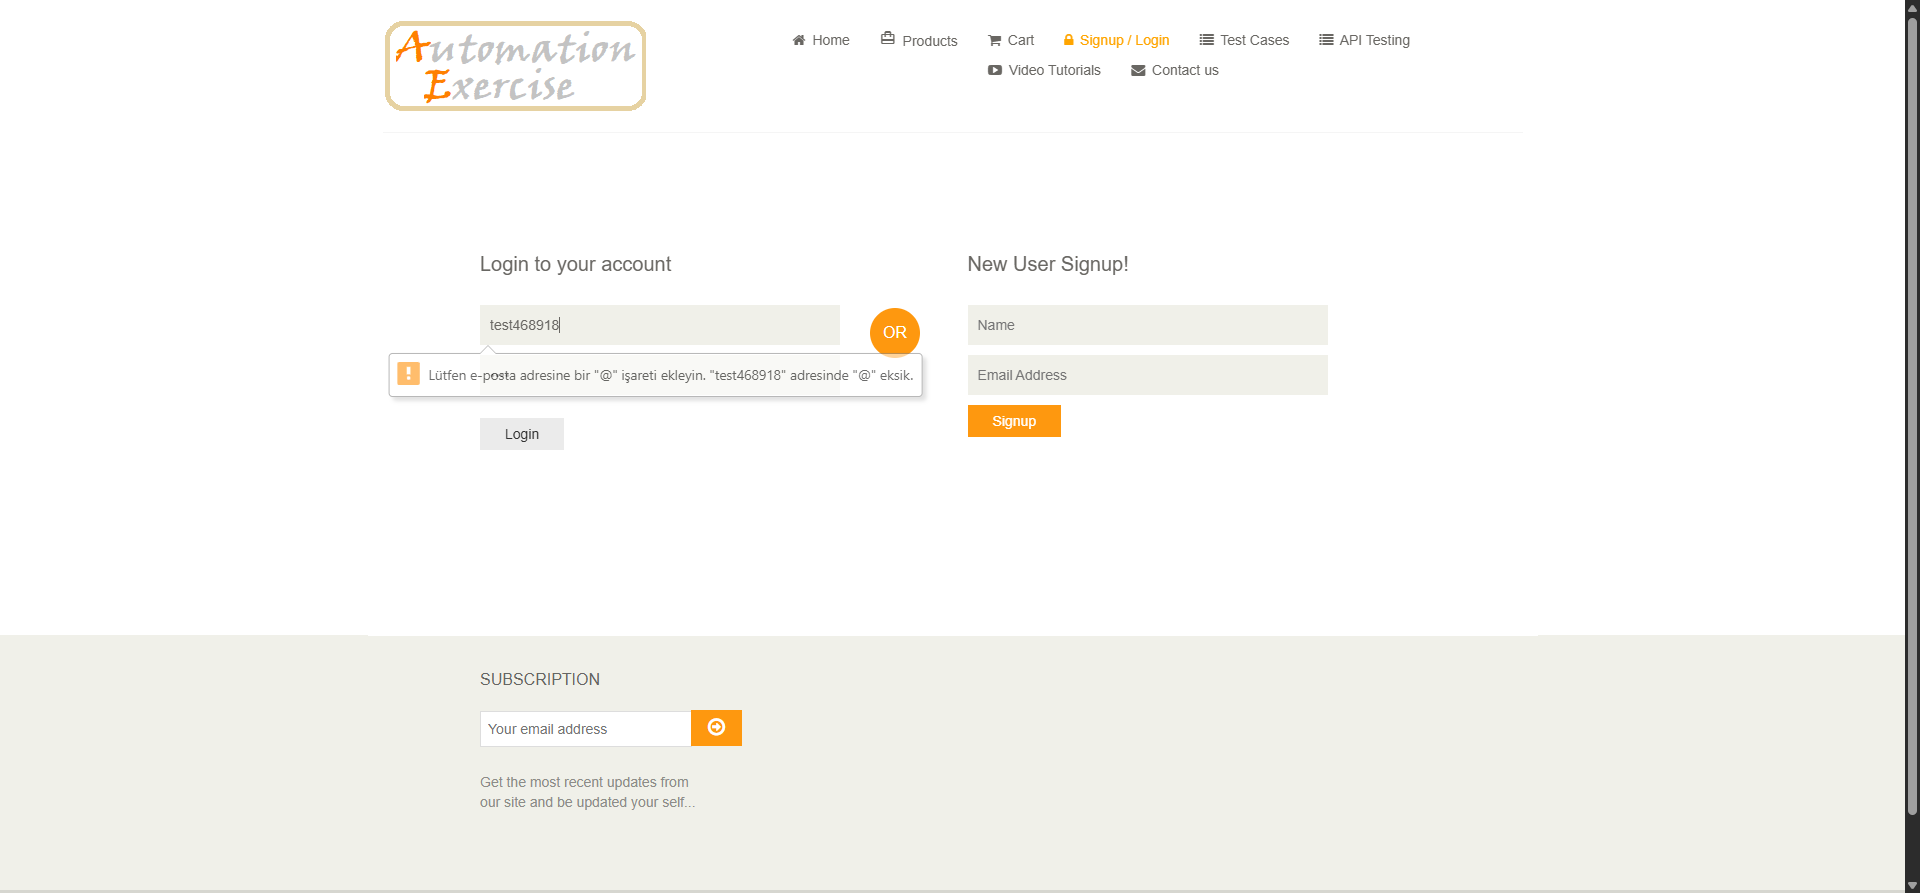 Automation
Exercise
Home
Products
Cart
Signup / Login
Test Cases
API Testing
Video Tutorials
Contact us
Login to your account
New User Signup!
test468918
OR
Name
Lütfen e-posta adresine bir "@" işareti ekleyin. "test468918" adresinde "@" eksik.
Email Address
Login
Signup
SUBSCRIPTION
Your email address
Get the most recent updates from
our site and be updated your self...